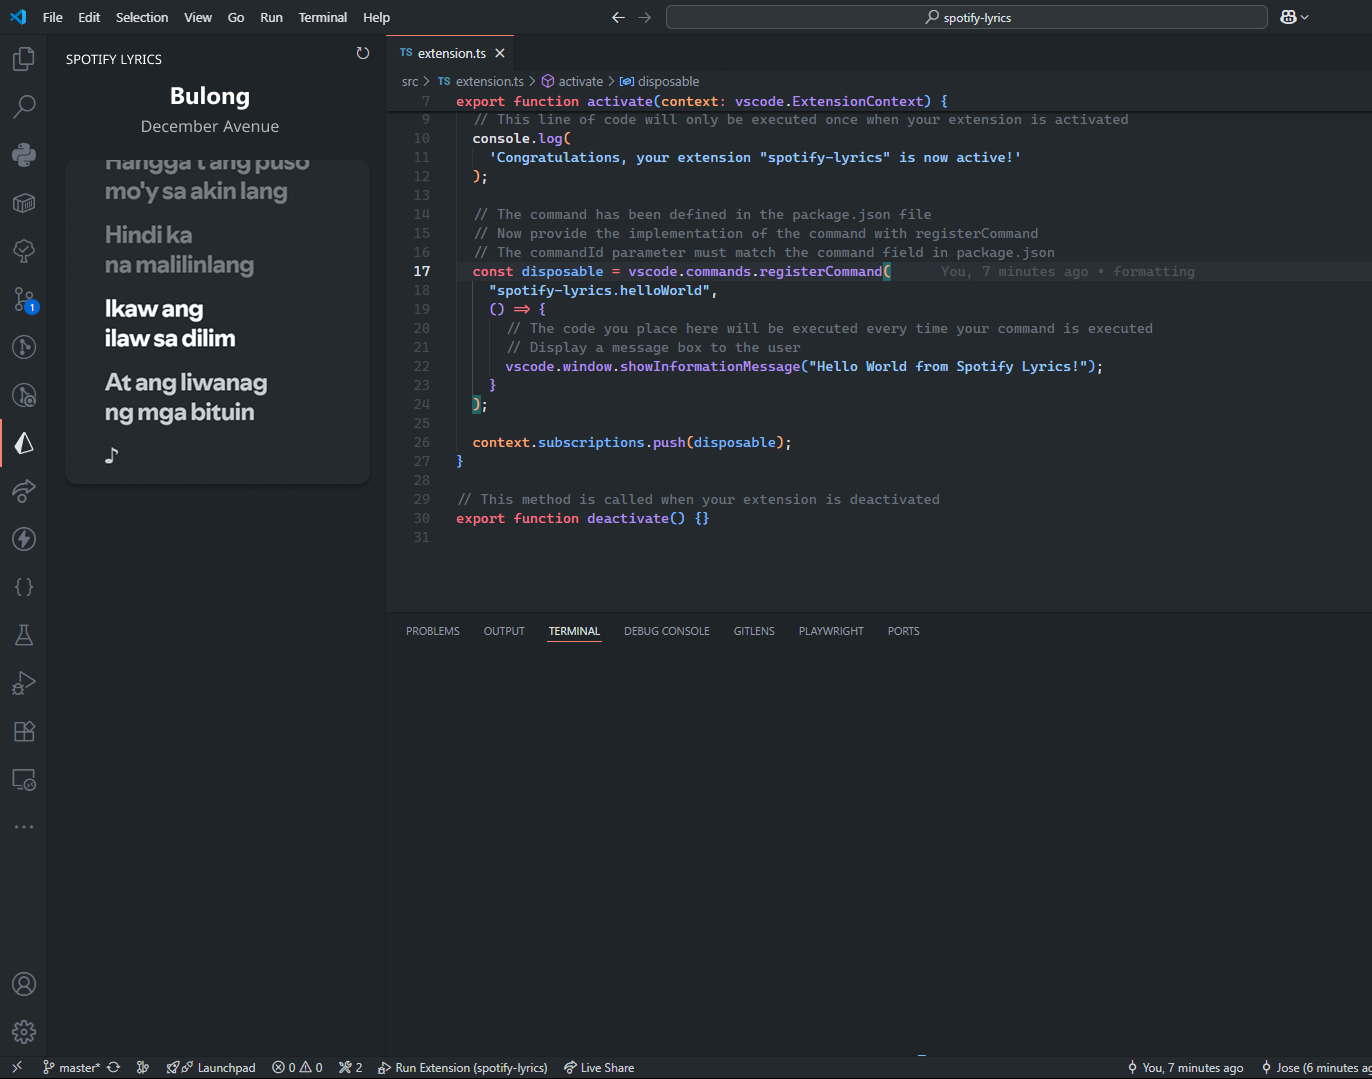 File Edit Selection View Go Run Terminal Help
spotify-lyrics
SPOTIFY LYRICS
Bulong
December Avenue
Hangga't ang puso
mo'y sa akin lang
Hindi ka
na malilinlang
Ikaw ang
ilaw sa dilim
At ang liwanag
ng mga bituin
♪
TS extension.ts
src > TS extension.ts > activate > disposable
7 export function activate(context: vscode.ExtensionContext) {
9 // This line of code will only be executed once when your extension is activated
10 console.log(
11 'Congratulations, your extension "spotify-lyrics" is now active!'
12 );
13
14 // The command has been defined in the package.json file
15 // Now provide the implementation of the command with registerCommand
16 // The commandId parameter must match the command field in package.json
17 const disposable = vscode.commands.registerCommand( You, 7 minutes ago • formatting
18 "spotify-lyrics.helloWorld",
19 () => {
20 // The code you place here will be executed every time your command is executed
21 // Display a message box to the user
22 vscode.window.showInformationMessage("Hello World from Spotify Lyrics!");
23 }
24 );
25
26 context.subscriptions.push(disposable);
27 }
28
29 // This method is called when your extension is deactivated
30 export function deactivate() {}
31
PROBLEMS OUTPUT TERMINAL DEBUG CONSOLE GITLENS PLAYWRIGHT PORTS
1
master* Launchpad 0 0 2 Run Extension (spotify-lyrics) Live Share You, 7 minutes ago Jose (6 minutes